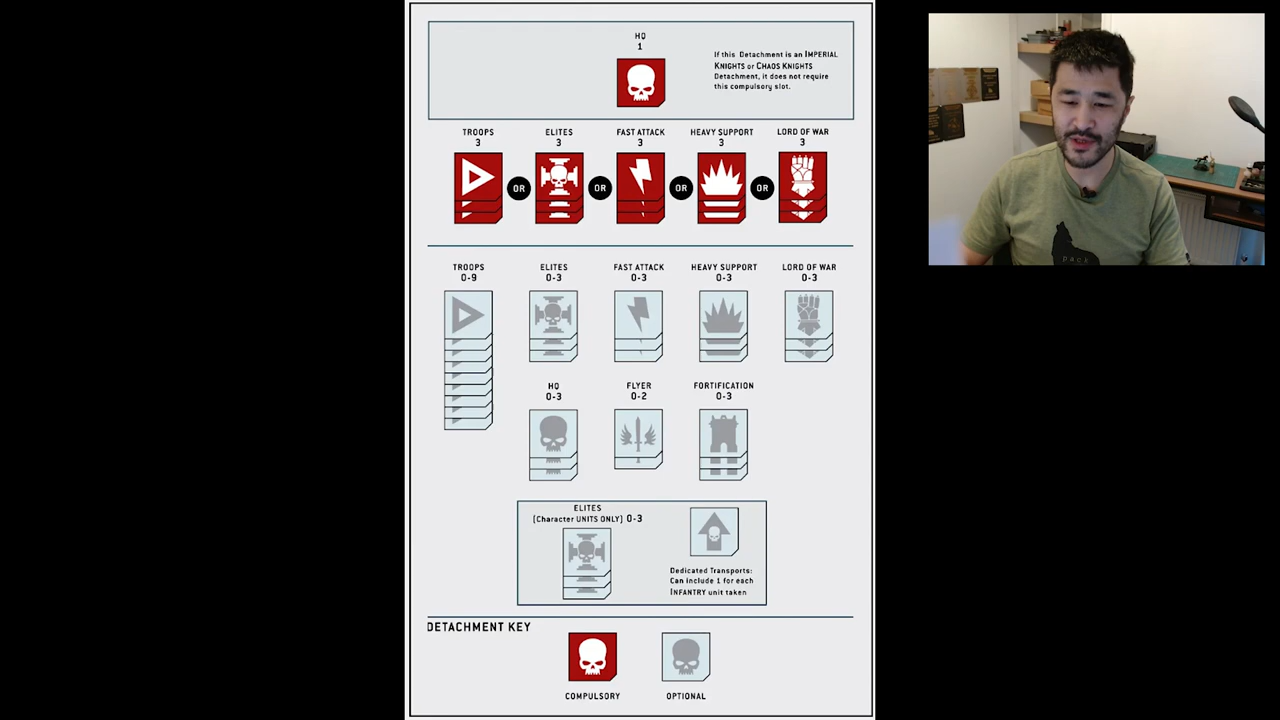 HQ
1
If this Detachment is an IMPERIAL
KNIGHTS or CHAOS KNIGHTS
Detachment, it does not require
this compulsory slot.
TROOPS ELITES FAST ATTACK HEAVY SUPPORT LORD OF WAR
3 3 3 3 3
OR OR OR OR
TROOPS ELITES FAST ATTACK HEAVY SUPPORT LORD OF WAR
0-9 0-3 0-3 0-3 0-3
HQ FLYER FORTIFICATION
0-3 0-2 0-3
ELITES
(Character UNITS ONLY) 0-3
Dedicated Transports:
Can include 1 for each
INFANTRY unit taken
DETACHMENT KEY
COMPULSORY OPTIONAL
pace